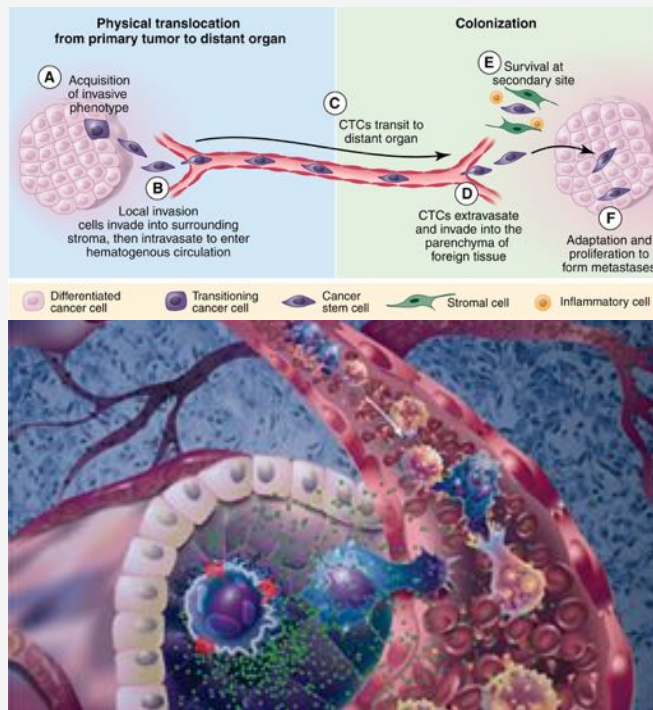 Physical translocation
from primary tumor to distant organ
Colonization
A
Acquisition
of invasive
phenotype
B
Local invasion
cells invade into surrounding
stroma, then intravasate to enter
hematogenous circulation
C
CTCs transit to
distant organ
D
CTCs extravasate
and invade into the
parenchyma of
foreign tissue
E
Survival at
secondary site
F
Adaptation and
proliferation to
form metastases
Differentiated
cancer cell
Transitioning
cancer cell
Cancer
stem cell
Stromal cell
Inflammatory cell